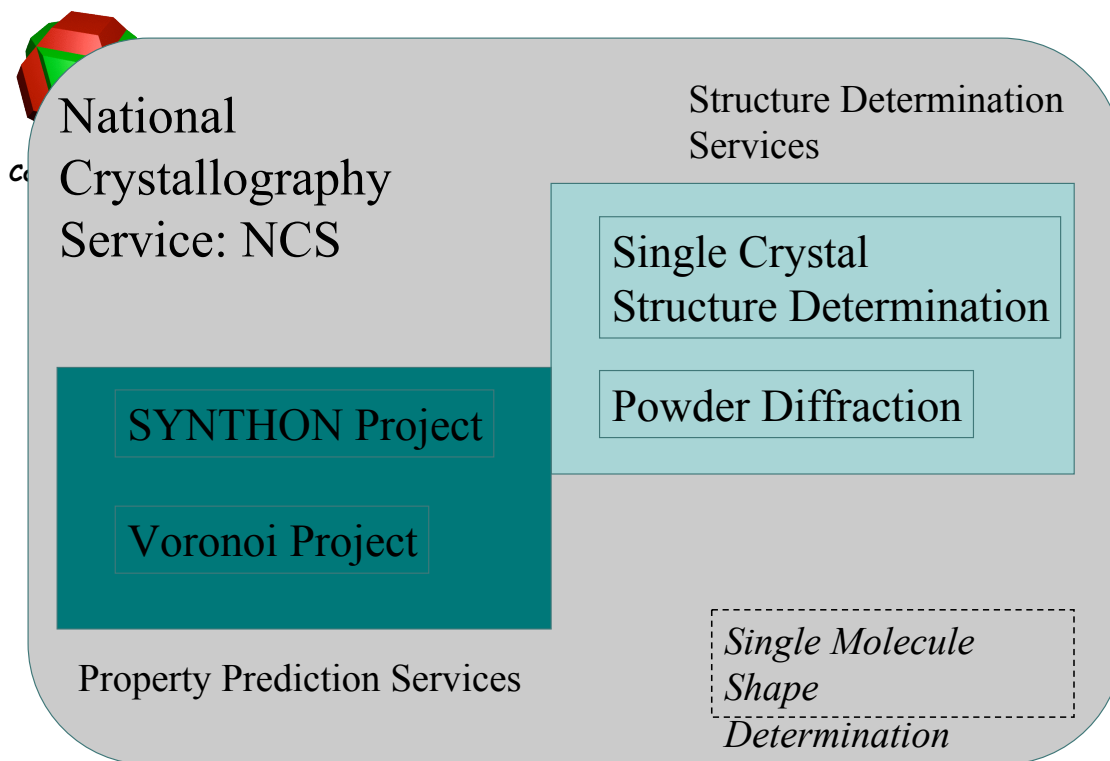 National
Crystallography
Service: NCS
Structure Determination
Services
Single Crystal
Structure Determination
Powder Diffraction
SYNTHON Project
Voronoi Project
Property Prediction Services
Single Molecule
Shape
Determination